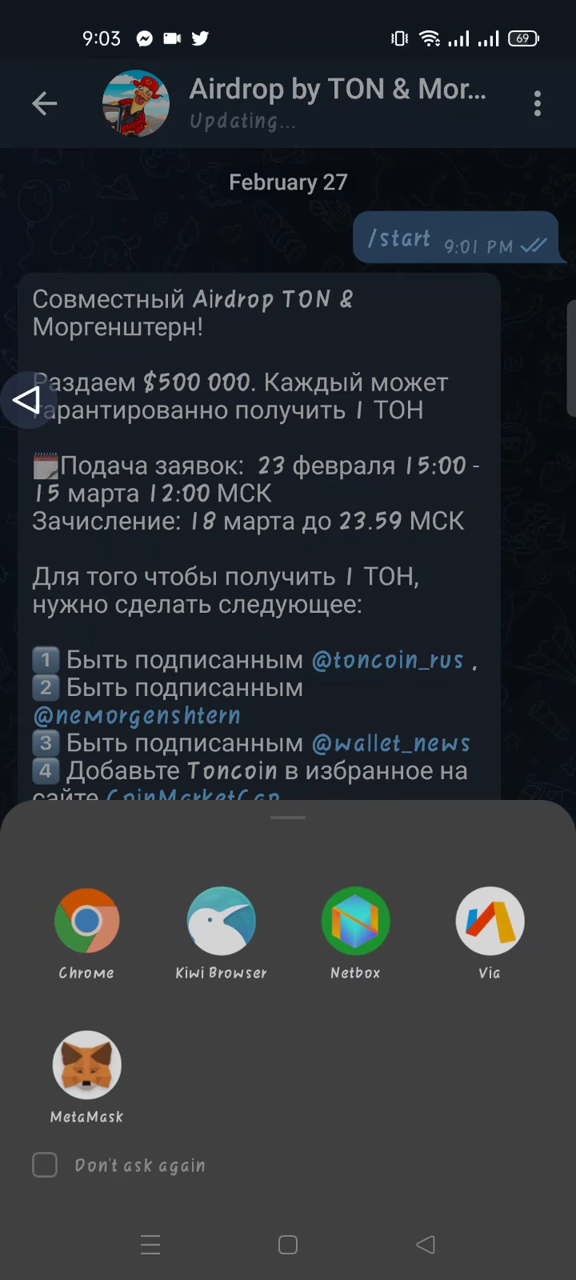 9:03
69
Airdrop by TON & Mor...
Updating...
February 27
/start 9:01 PM
Совместный Airdrop TON &
Моргенштерн!
Раздаем $500 000. Каждый может
гарантированно получить 1 ТОН
Подача заявок: 23 февраля 15:00 -
15 марта 12:00 МСК
Зачисление: 18 марта до 23.59 МСК
Для того чтобы получить 1 ТОН,
нужно сделать следующее:
1 Быть подписанным @toncoin_rus ,
2 Быть подписанным
@nemorgenshtern
3 Быть подписанным @wallet_news
4 Добавьте Toncoin в избранное на
сайте CoinMarketCap
Chrome
Kiwi Browser
Netbox
Via
MetaMask
Don't ask again